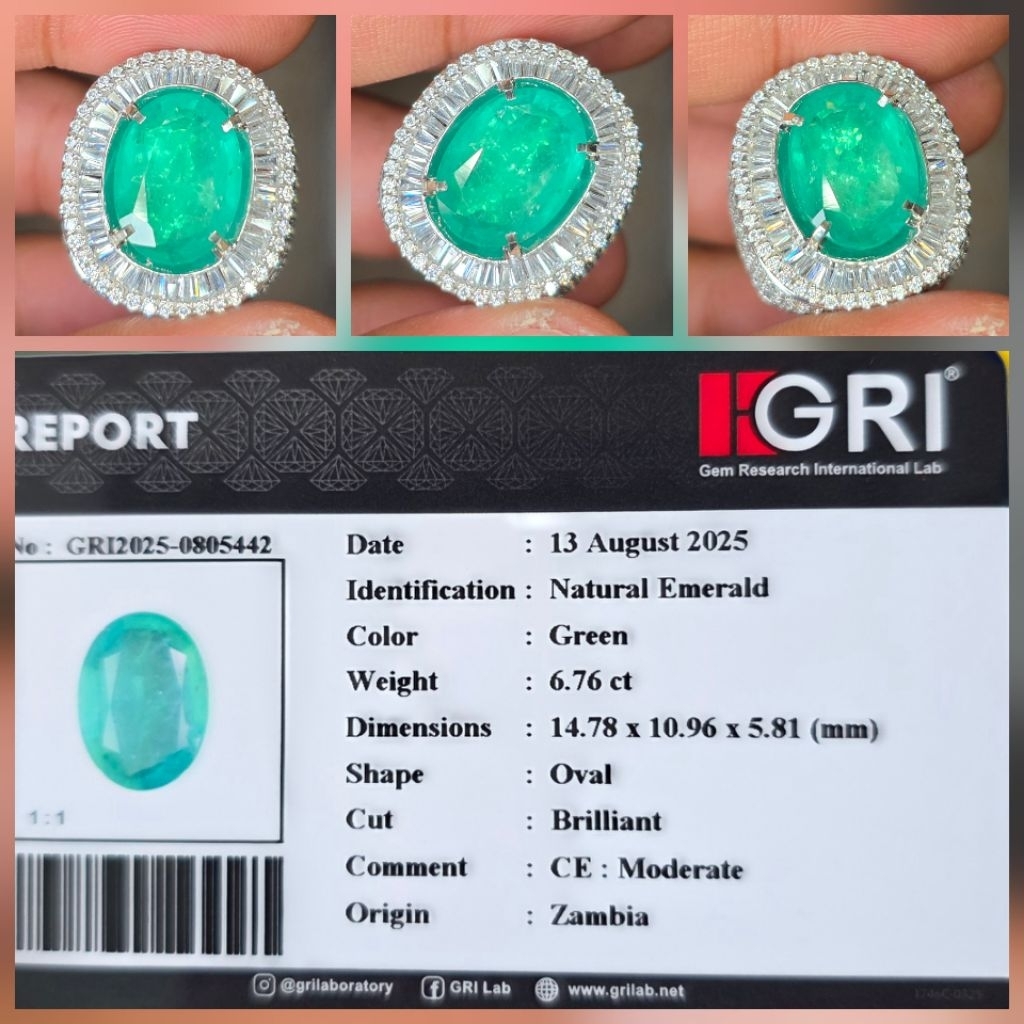 REPORT
GRI®
Gem Research International Lab
No : GRI2025-0805442
Date : 13 August 2025
Identification : Natural Emerald
Color : Green
Weight : 6.76 ct
Dimensions : 14.78 x 10.96 x 5.81 (mm)
Shape : Oval
Cut : Brilliant
Comment : CE : Moderate
Origin : Zambia
1:1
@grilaboratory GRI Lab www.grilab.net